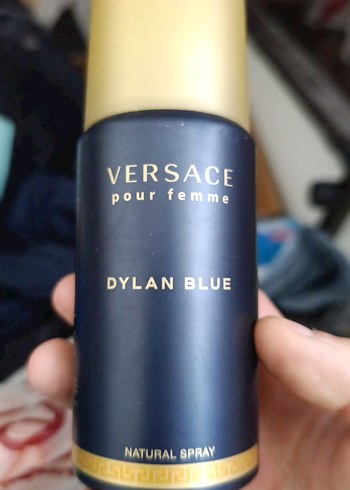 VERSACE
pour femme
DYLAN BLUE
NATURAL SPRAY